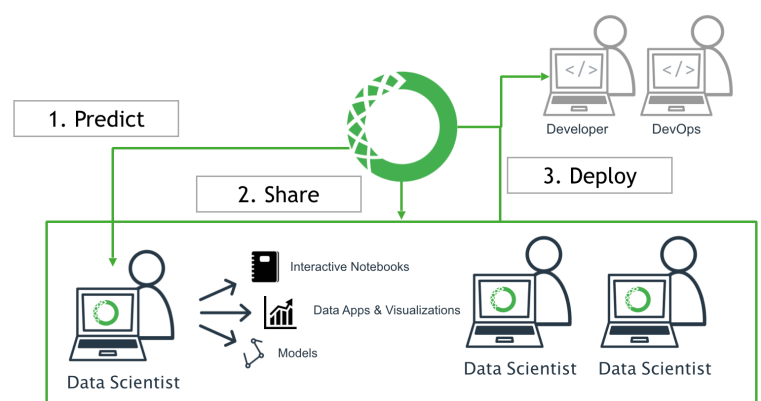 </>
</>
1. Predict
Developer
DevOps
2. Share
3. Deploy
Interactive Notebooks
Data Apps & Visualizations
Models
Data Scientist
Data Scientist
Data Scientist